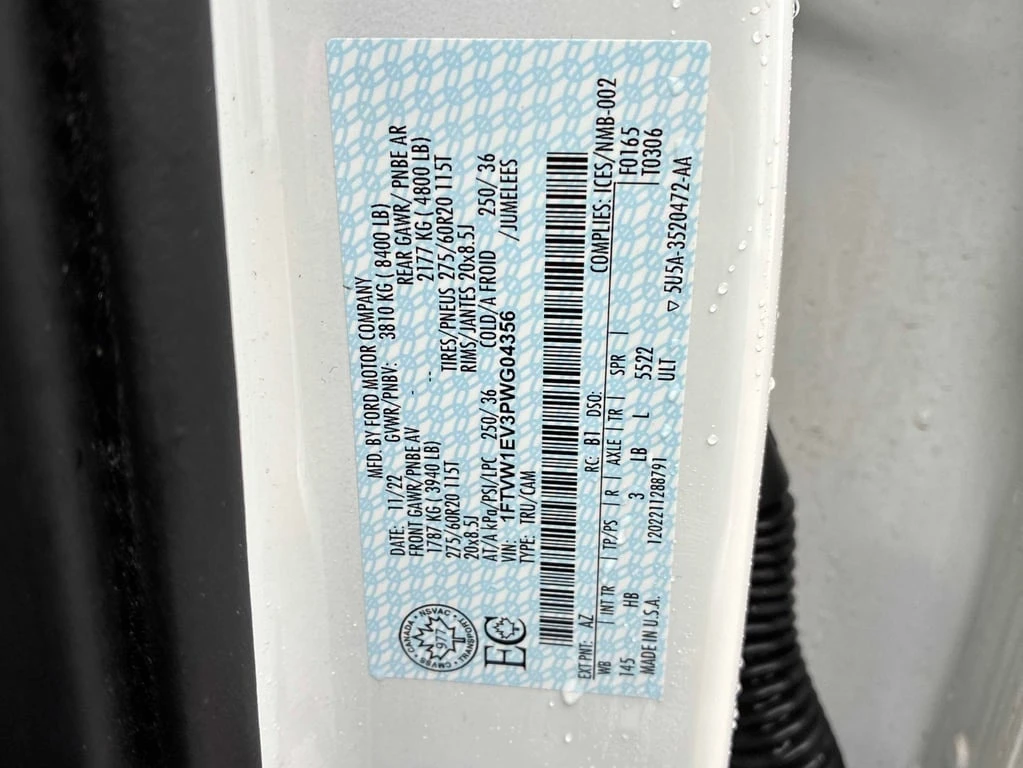 MFD. BY FORD MOTOR COMPANY
DATE: 11/22 GVWR/PNBV: 3810 KG ( 8400 LB)
FRONT GAWR/PNBE AV REAR GAWR/ PNBE AR
1787 KG ( 3940 LB) -- 2177 KG ( 4800 LB)
275/60R20 115T TIRES/PNEUS 275/60R20 115T
20x8.5J RIMS/JANTES 20x8.5J
AT/A kPa/PSI/LPC 250/36 COLD/A FROID 250/36
VIN: 1FTVW1EV3PWG04356 /JUMELEES
TYPE: TRU/CAM
CMVSS · CANADA · NSVAC · TRANSPORT
977
EC
COMPLIES:ICES/NMB-002
EXT PNT: AZ RC: B1 DSO: F0165
WB | INT TR | TP/PS | R | AXLE | TR | SPR | T0306
145 HB 3 LB L 5522
MADE IN U.S.A. 1202211288791 ULT
▽ 5U5A-3520472-AA